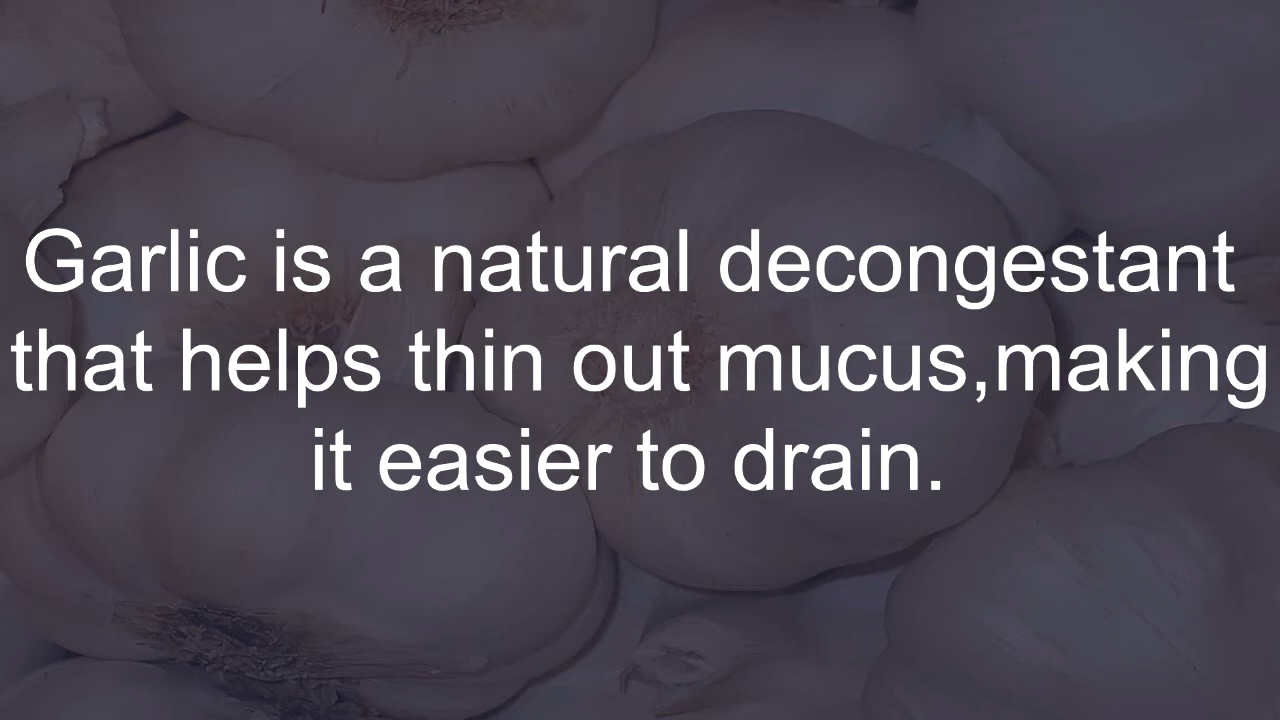 Garlic is a natural decongestant
that helps thin out mucus,making
it easier to drain.